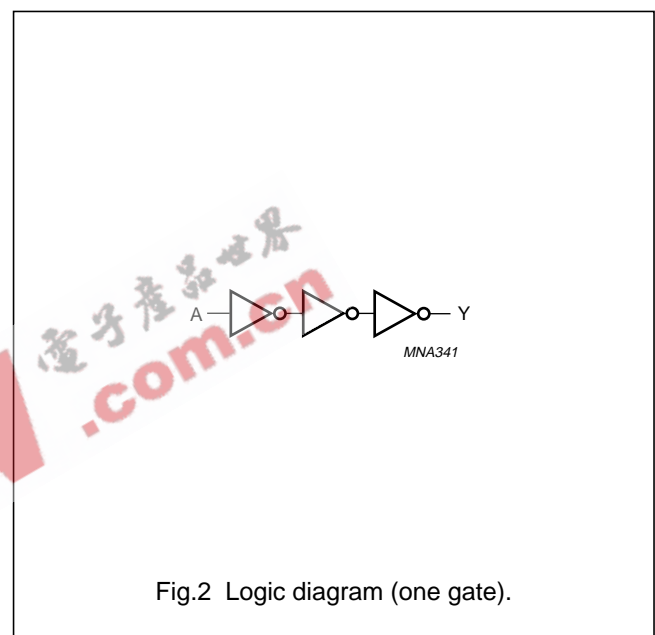 電子產品世界
.com.cn
A
Y
MNA341
Fig.2 Logic diagram (one gate).